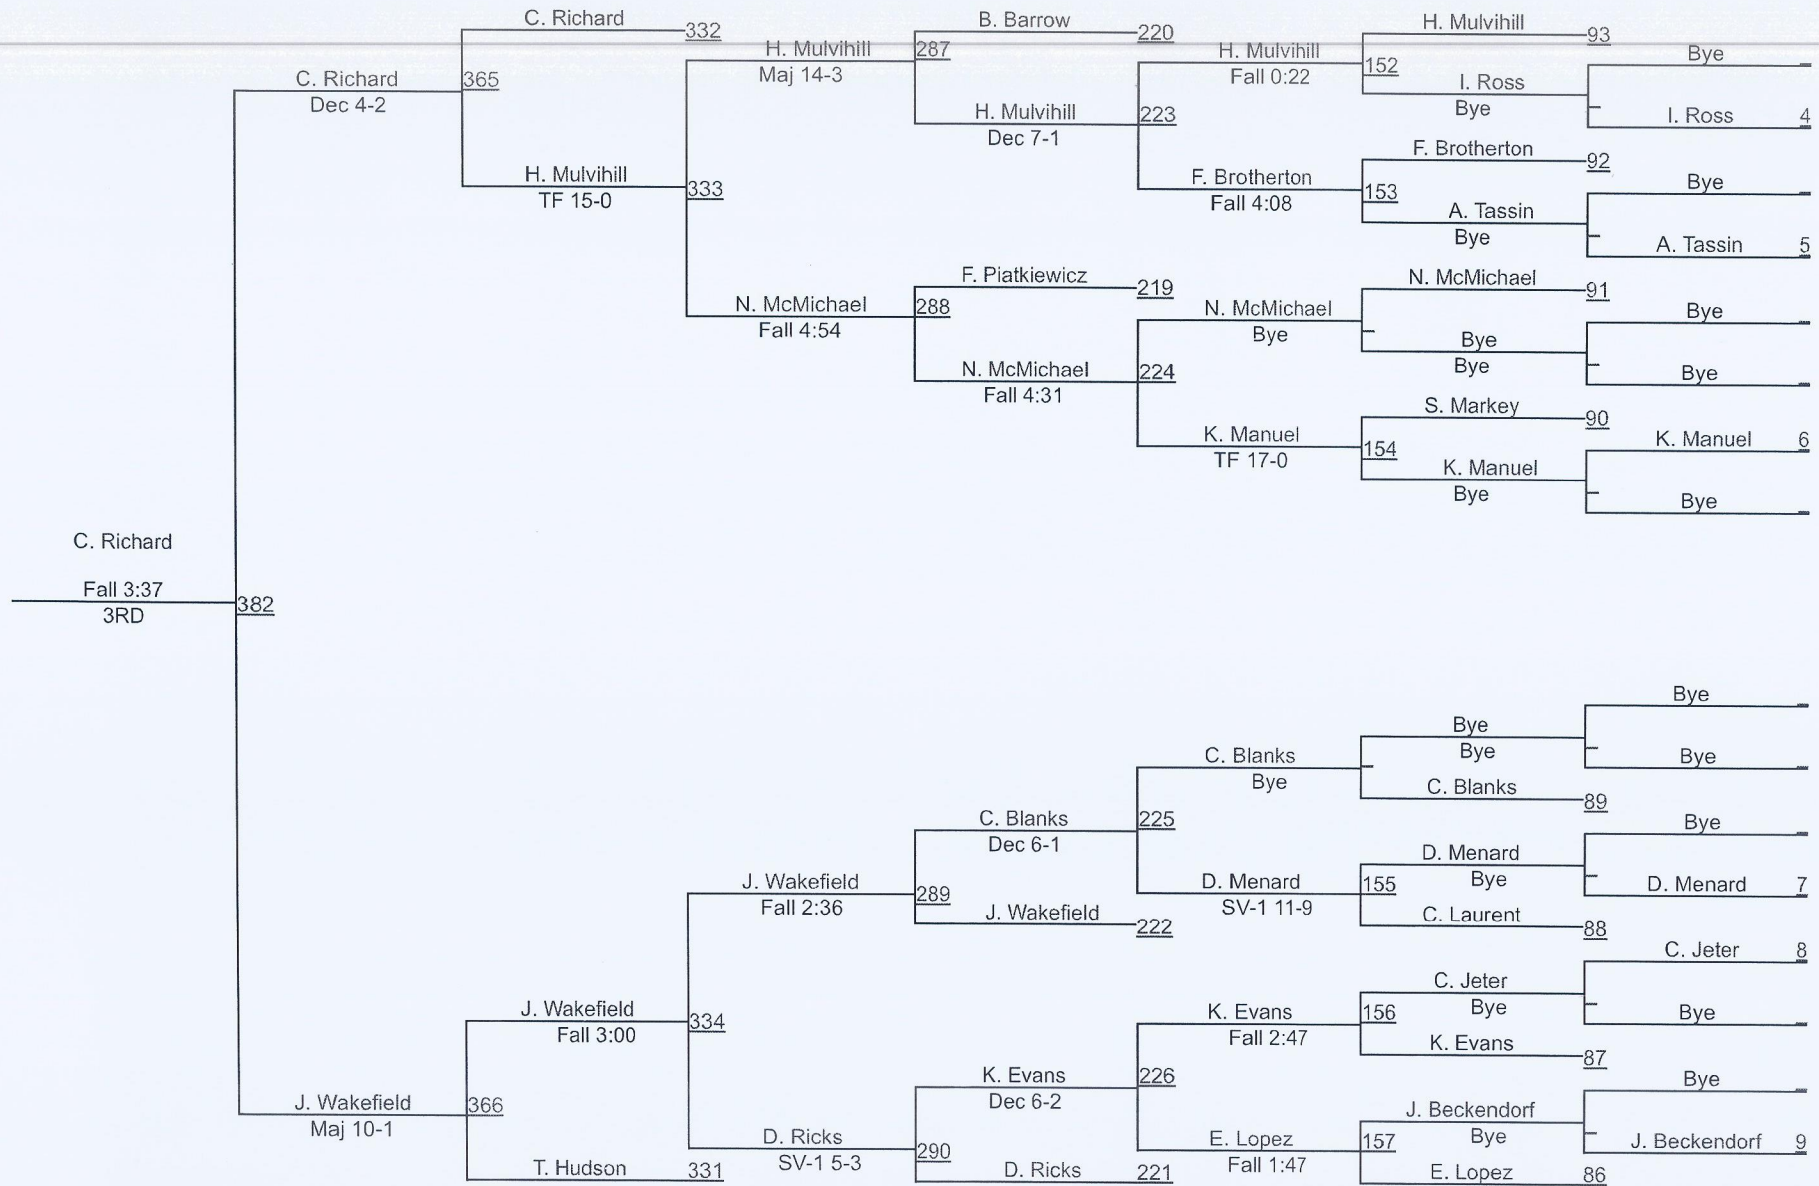 C. Richard
332
B. Barrow
220
H. Mulvihill
93
H. Mulvihill
Maj 14-3
287
H. Mulvihill
Fall 0:22
152
Bye
C. Richard
Dec 4-2
365
I. Ross
Bye
I. Ross 4
H. Mulvihill
Dec 7-1
223
F. Brotherton
92
H. Mulvihill
TF 15-0
333
F. Brotherton
Fall 4:08
153
Bye
A. Tassin
Bye
A. Tassin 5
F. Piatkiewicz
219
N. McMichael
91
N. McMichael
Fall 4:54
288
N. McMichael
Bye
Bye
Bye
Bye
Bye
N. McMichael
Fall 4:31
224
S. Markey
90
K. Manuel
TF 17-0
154
K. Manuel 6
K. Manuel
Bye
Bye
C. Richard
Fall 3:37
3RD
382
Bye
Bye
Bye
Bye
C. Blanks
Bye
C. Blanks
89
C. Blanks
Dec 6-1
225
Bye
D. Menard
Bye
D. Menard 7
J. Wakefield
Fall 2:36
289
D. Menard
SV-1 11-9
155
J. Wakefield
222
C. Laurent
88
C. Jeter 8
C. Jeter
Bye
Bye
J. Wakefield
Fall 3:00
334
K. Evans
Fall 2:47
156
K. Evans
87
K. Evans
Dec 6-2
226
Bye
J. Wakefield
Maj 10-1
366
J. Beckendorf
Bye
J. Beckendorf 9
D. Ricks
SV-1 5-3
290
E. Lopez
Fall 1:47
157
T. Hudson
331
D. Ricks
221
E. Lopez
86